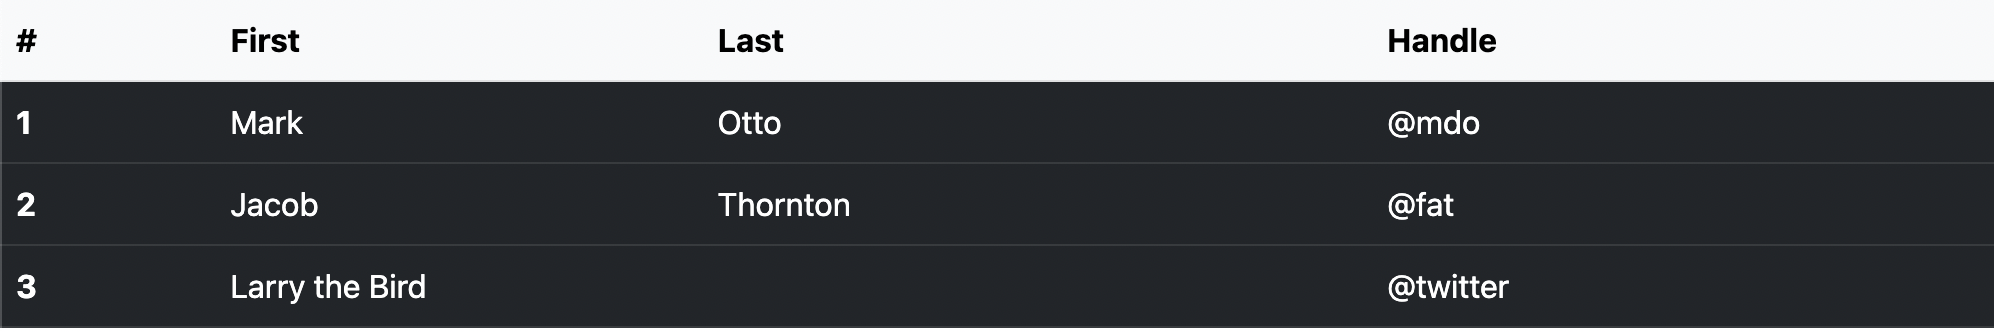 # First Last Handle
1 Mark Otto @mdo
2 Jacob Thornton @fat
3 Larry the Bird @twitter